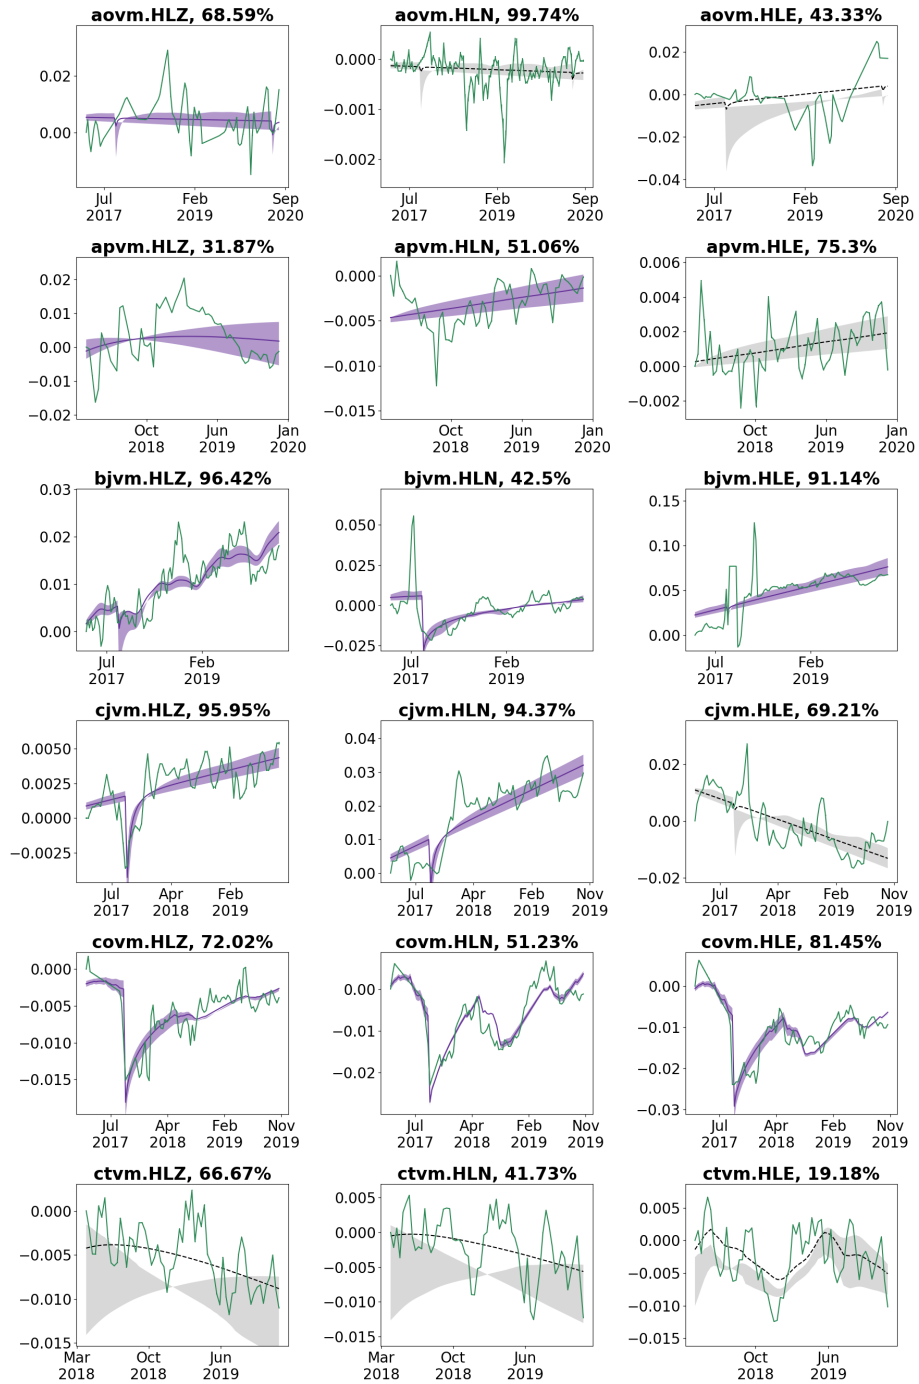 aovm.HLZ, 68.59%
0.02
0.00
Jul
2017
Feb
2019
Sep
2020
aovm.HLN, 99.74%
0.000
−0.001
−0.002
Jul
2017
Feb
2019
Sep
2020
aovm.HLE, 43.33%
0.02
0.00
−0.02
−0.04
Jul
2017
Feb
2019
Sep
2020
apvm.HLZ, 31.87%
0.02
0.01
0.00
−0.01
−0.02
Oct
2018
Jun
2019
Jan
2020
apvm.HLN, 51.06%
0.000
−0.005
−0.010
−0.015
Oct
2018
Jun
2019
Jan
2020
apvm.HLE, 75.3%
0.006
0.004
0.002
0.000
−0.002
Oct
2018
Jun
2019
Jan
2020
bjvm.HLZ, 96.42%
0.03
0.02
0.01
0.00
Jul
2017
Feb
2019
bjvm.HLN, 42.5%
0.050
0.025
0.000
−0.025
Jul
2017
Feb
2019
bjvm.HLE, 91.14%
0.15
0.10
0.05
0.00
Jul
2017
Feb
2019
cjvm.HLZ, 95.95%
0.0050
0.0025
0.0000
−0.0025
Jul
2017
Apr
2018
Feb
2019
cjvm.HLN, 94.37%
0.04
0.03
0.02
0.01
0.00
Jul
2017
Apr
2018
Feb
2019
Nov
2019
cjvm.HLE, 69.21%
0.02
0.00
−0.02
Jul
2017
Apr
2018
Feb
2019
Nov
2019
covm.HLZ, 72.02%
0.000
−0.005
−0.010
−0.015
Jul
2017
Apr
2018
Feb
2019
Nov
2019
covm.HLN, 51.23%
0.00
−0.01
−0.02
Jul
2017
Apr
2018
Feb
2019
Nov
2019
covm.HLE, 81.45%
0.00
−0.01
−0.02
−0.03
Jul
2017
Apr
2018
Feb
2019
Nov
2019
ctvm.HLZ, 66.67%
0.000
−0.005
−0.010
−0.015
Mar
2018
Oct
2018
Jun
2019
ctvm.HLN, 41.73%
0.005
0.000
−0.005
−0.010
−0.015
Mar
2018
Oct
2018
Jun
2019
ctvm.HLE, 19.18%
0.005
0.000
−0.005
−0.010
−0.015
Oct
2018
Jun
2019